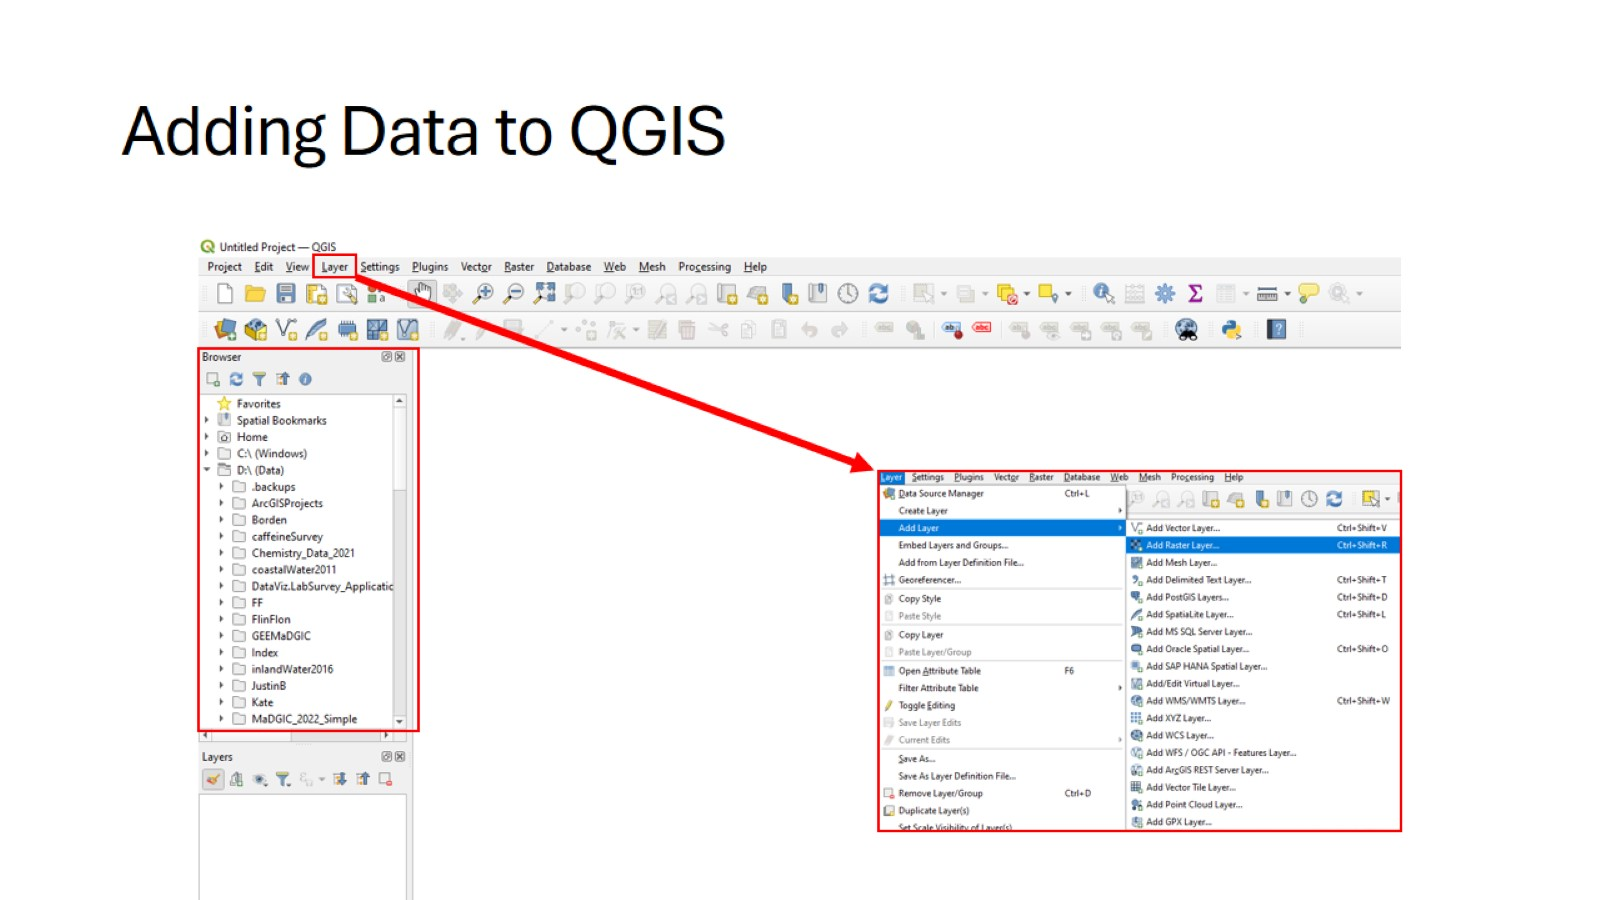 Adding Data to QGIS
Untitled Project — QGIS
Project Edit View Layer Settings Plugins Vector Raster Database Web Mesh Processing Help
Browser
Favorites
Spatial Bookmarks
Home
C:\ (Windows)
D:\ (Data)
.backups
ArcGISProjects
Borden
caffeineSurvey
Chemistry_Data_2021
coastalWater2011
DataViz.LabSurvey_Applicatic
FF
FlinFlon
GEEMaDGIC
Index
inlandWater2016
JustinB
Kate
MaDGIC_2022_Simple
Layers
Layer Settings Plugins Vector Raster Database Web Mesh Processing Help
Data Source Manager Ctrl+L
Create Layer
Add Layer
Embed Layers and Groups...
Add from Layer Definition File...
Georeferencer...
Copy Style
Paste Style
Copy Layer
Paste Layer/Group
Open Attribute Table F6
Filter Attribute Table
Toggle Editing
Save Layer Edits
Current Edits
Save As...
Save As Layer Definition File...
Remove Layer/Group Ctrl+D
Duplicate Layer(s)
Set Scale Visibility of Layer(s)
Add Vector Layer... Ctrl+Shift+V
Add Raster Layer... Ctrl+Shift+R
Add Mesh Layer...
Add Delimited Text Layer... Ctrl+Shift+T
Add PostGIS Layers... Ctrl+Shift+D
Add SpatiaLite Layer... Ctrl+Shift+L
Add MS SQL Server Layer...
Add Oracle Spatial Layer... Ctrl+Shift+O
Add SAP HANA Spatial Layer...
Add/Edit Virtual Layer...
Add WMS/WMTS Layer... Ctrl+Shift+W
Add XYZ Layer...
Add WCS Layer...
Add WFS / OGC API - Features Layer...
Add ArcGIS REST Server Layer...
Add Vector Tile Layer...
Add Point Cloud Layer...
Add GPX Layer...